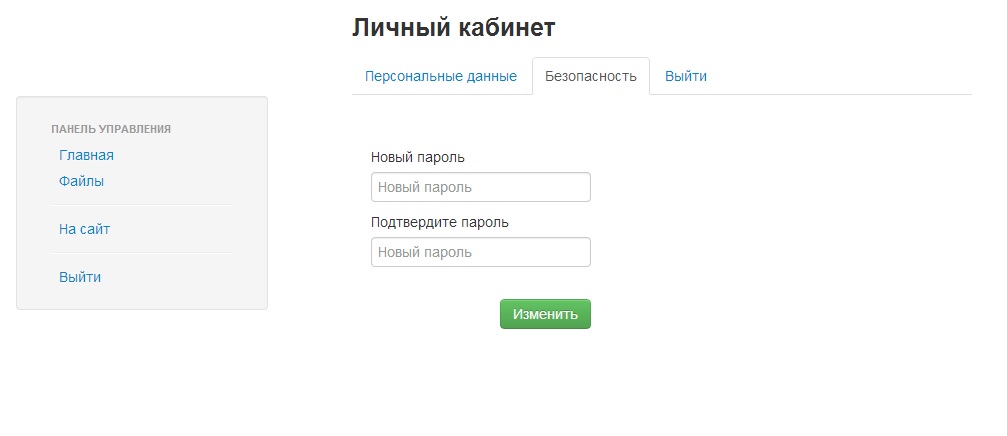 Личный кабинет
Персональные данные
Безопасность
Выйти
ПАНЕЛЬ УПРАВЛЕНИЯ
Главная
Файлы
На сайт
Выйти
Новый пароль
Новый пароль
Подтвердите пароль
Новый пароль
Изменить